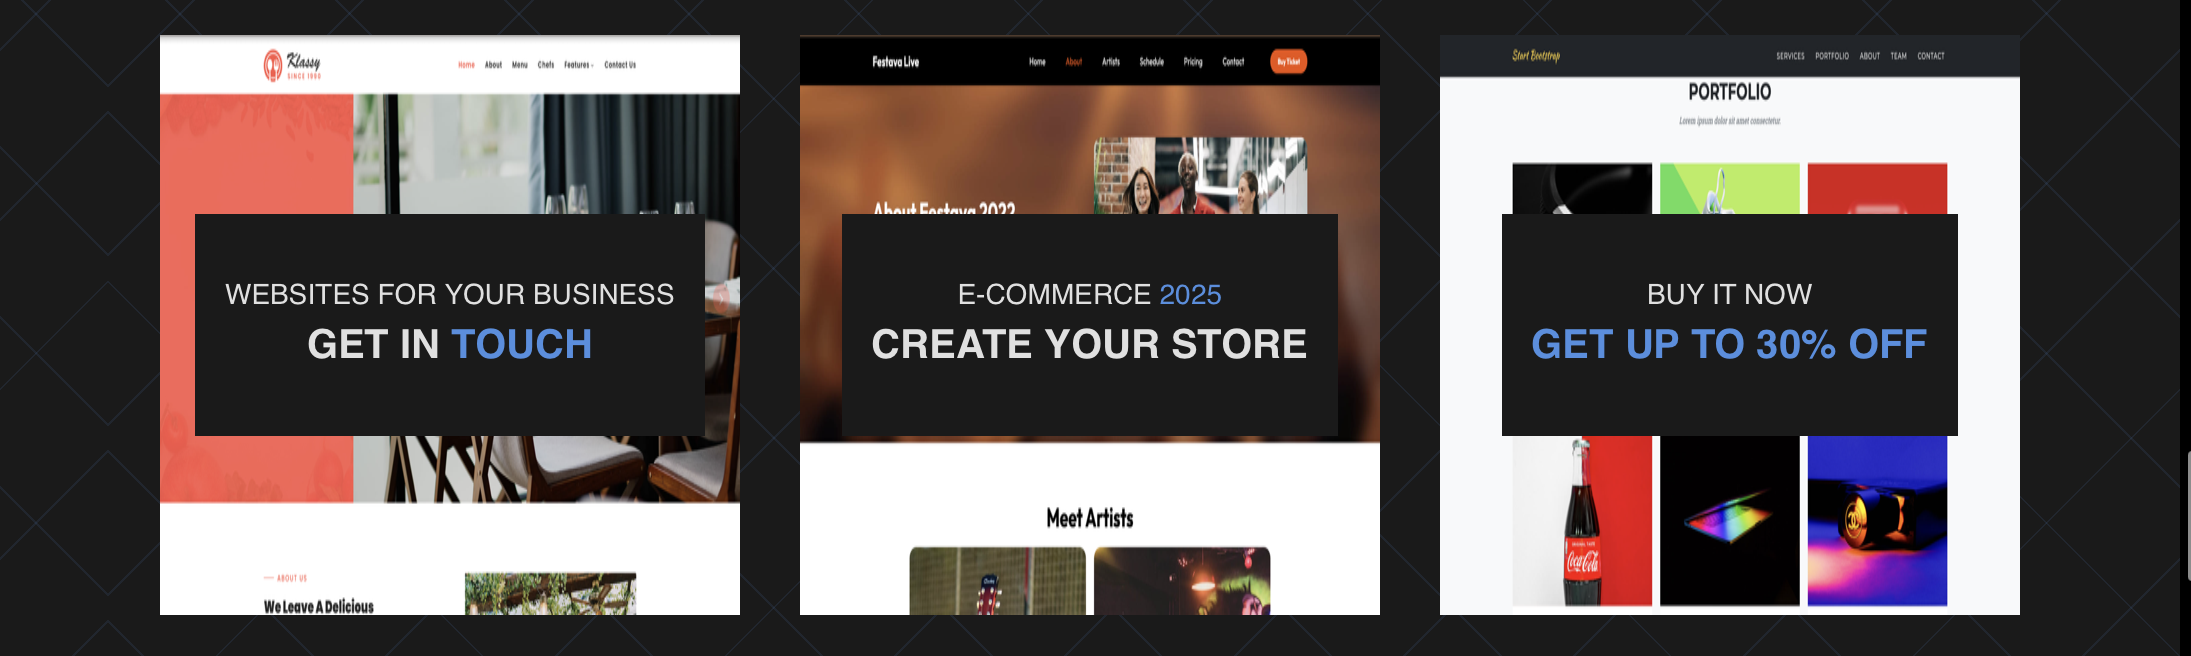 Klassy
SINCE 1990
Home About Menu Chefs Features Contact Us
WEBSITES FOR YOUR BUSINESS
GET IN TOUCH
ABOUT US
We Leave A Delicious
Festava Live
Home About Artists Schedule Pricing Contact Buy Ticket
About Festava 2022
E-COMMERCE 2025
CREATE YOUR STORE
Meet Artists
Start Bootstrap
SERVICES PORTFOLIO ABOUT TEAM CONTACT
PORTFOLIO
Lorem ipsum dolor sit amet consectetur.
BUY IT NOW
GET UP TO 30% OFF
Coca-Cola